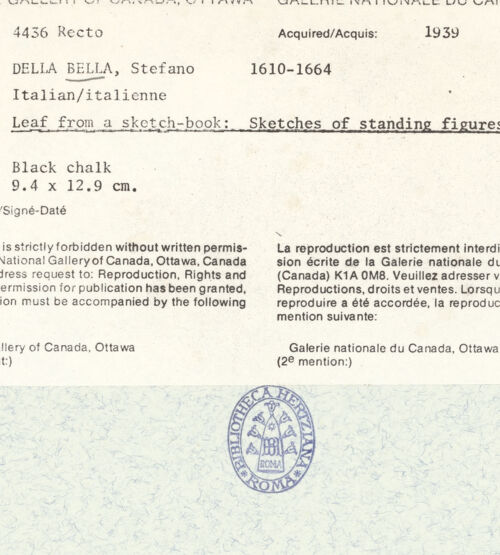 GALLERY OF CANADA, OTTAWA GALERIE NATIONALE DU CAN
4436 Recto Acquired/Acquis: 1939
DELLA BELLA, Stefano 1610-1664
Italian/italienne
Leaf from a sketch-book: Sketches of standing figures
Black chalk
9.4 x 12.9 cm.
/Signé-Daté
is strictly forbidden without written permis-
National Gallery of Canada, Ottawa, Canada
dress request to: Reproduction, Rights and
ermission for publication has been granted,
ion must be accompanied by the following
llery of Canada, Ottawa
t:)
La reproduction est strictement interdi
sion écrite de la Galerie nationale du
(Canada) K1A 0M8. Veuillez adresser v
Reproductions, droits et ventes. Lorsqu
reproduire a été accordée, la reproduc
mention suivante:
Galerie nationale du Canada, Ottawa
(2e mention:)
BIBLIOTHECA HERTZIANA
ROMA
* ROMA *